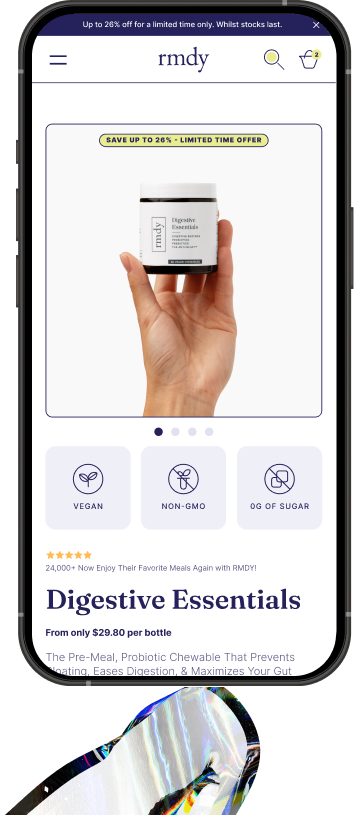 Up to 26% off for a limited time only. Whilst stocks last.
rmdy
2
SAVE UP TO 26% - LIMITED TIME OFFER
rmdy
Digestive
Essentials
VEGAN
NON-GMO
0G OF SUGAR
24,000+ Now Enjoy Their Favorite Meals Again with RMDY!
Digestive Essentials
From only $29.80 per bottle
The Pre-Meal, Probiotic Chewable That Prevents
Bloating, Eases Digestion, & Maximizes Your Gut